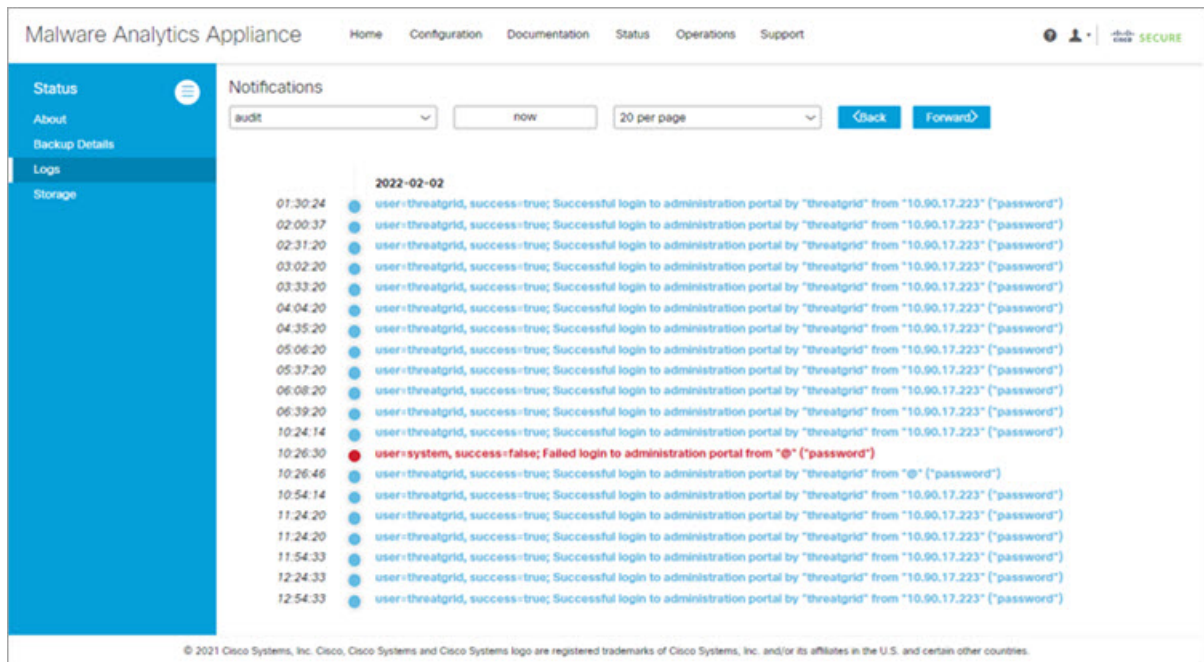 Malware Analytics Appliance
Home Configuration Documentation Status Operations Support
CISCO SECURE
Status
About
Backup Details
Logs
Storage
Notifications
audit now 20 per page Back Forward
2022-02-02
01:30:24 user=threatgrid, success=true; Successful login to administration portal by "threatgrid" from "10.90.17.223" ("password")
02:00:37 user=threatgrid, success=true; Successful login to administration portal by "threatgrid" from "10.90.17.223" ("password")
02:31:20 user=threatgrid, success=true; Successful login to administration portal by "threatgrid" from "10.90.17.223" ("password")
03:02:20 user=threatgrid, success=true; Successful login to administration portal by "threatgrid" from "10.90.17.223" ("password")
03:33:20 user=threatgrid, success=true; Successful login to administration portal by "threatgrid" from "10.90.17.223" ("password")
04:04:20 user=threatgrid, success=true; Successful login to administration portal by "threatgrid" from "10.90.17.223" ("password")
04:35:20 user=threatgrid, success=true; Successful login to administration portal by "threatgrid" from "10.90.17.223" ("password")
05:06:20 user=threatgrid, success=true; Successful login to administration portal by "threatgrid" from "10.90.17.223" ("password")
05:37:20 user=threatgrid, success=true; Successful login to administration portal by "threatgrid" from "10.90.17.223" ("password")
06:08:20 user=threatgrid, success=true; Successful login to administration portal by "threatgrid" from "10.90.17.223" ("password")
06:39:20 user=threatgrid, success=true; Successful login to administration portal by "threatgrid" from "10.90.17.223" ("password")
10:24:14 user=threatgrid, success=true; Successful login to administration portal by "threatgrid" from "10.90.17.223" ("password")
10:26:30 user=system, success=false; Failed login to administration portal from "@" ("password")
10:26:46 user=threatgrid, success=true; Successful login to administration portal by "threatgrid" from "@" ("password")
10:54:14 user=threatgrid, success=true; Successful login to administration portal by "threatgrid" from "10.90.17.223" ("password")
11:24:20 user=threatgrid, success=true; Successful login to administration portal by "threatgrid" from "10.90.17.223" ("password")
11:24:20 user=threatgrid, success=true; Successful login to administration portal by "threatgrid" from "10.90.17.223" ("password")
11:54:33 user=threatgrid, success=true; Successful login to administration portal by "threatgrid" from "10.90.17.223" ("password")
12:24:33 user=threatgrid, success=true; Successful login to administration portal by "threatgrid" from "10.90.17.223" ("password")
12:54:33 user=threatgrid, success=true; Successful login to administration portal by "threatgrid" from "10.90.17.223" ("password")
© 2021 Cisco Systems, Inc. Cisco, Cisco Systems and Cisco Systems logo are registered trademarks of Cisco Systems, Inc. and/or its affiliates in the U.S. and certain other countries.